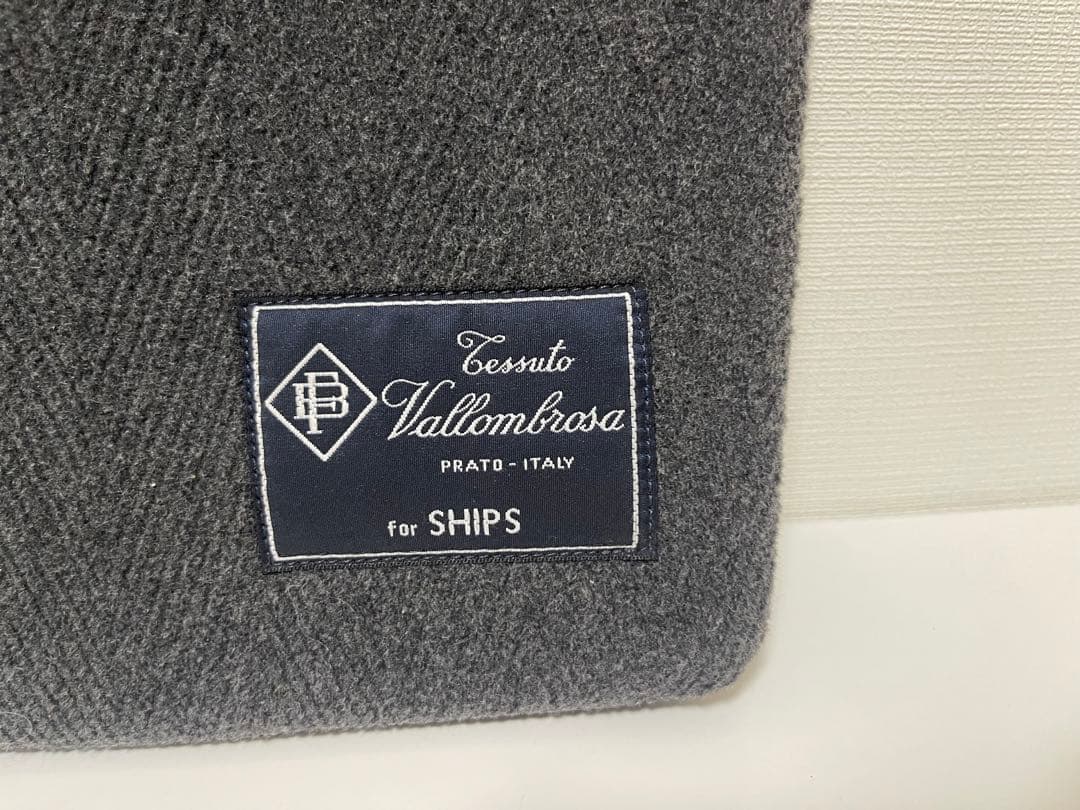 Tessuto
Vallombrosa
PRATO - ITALY
for SHIPS